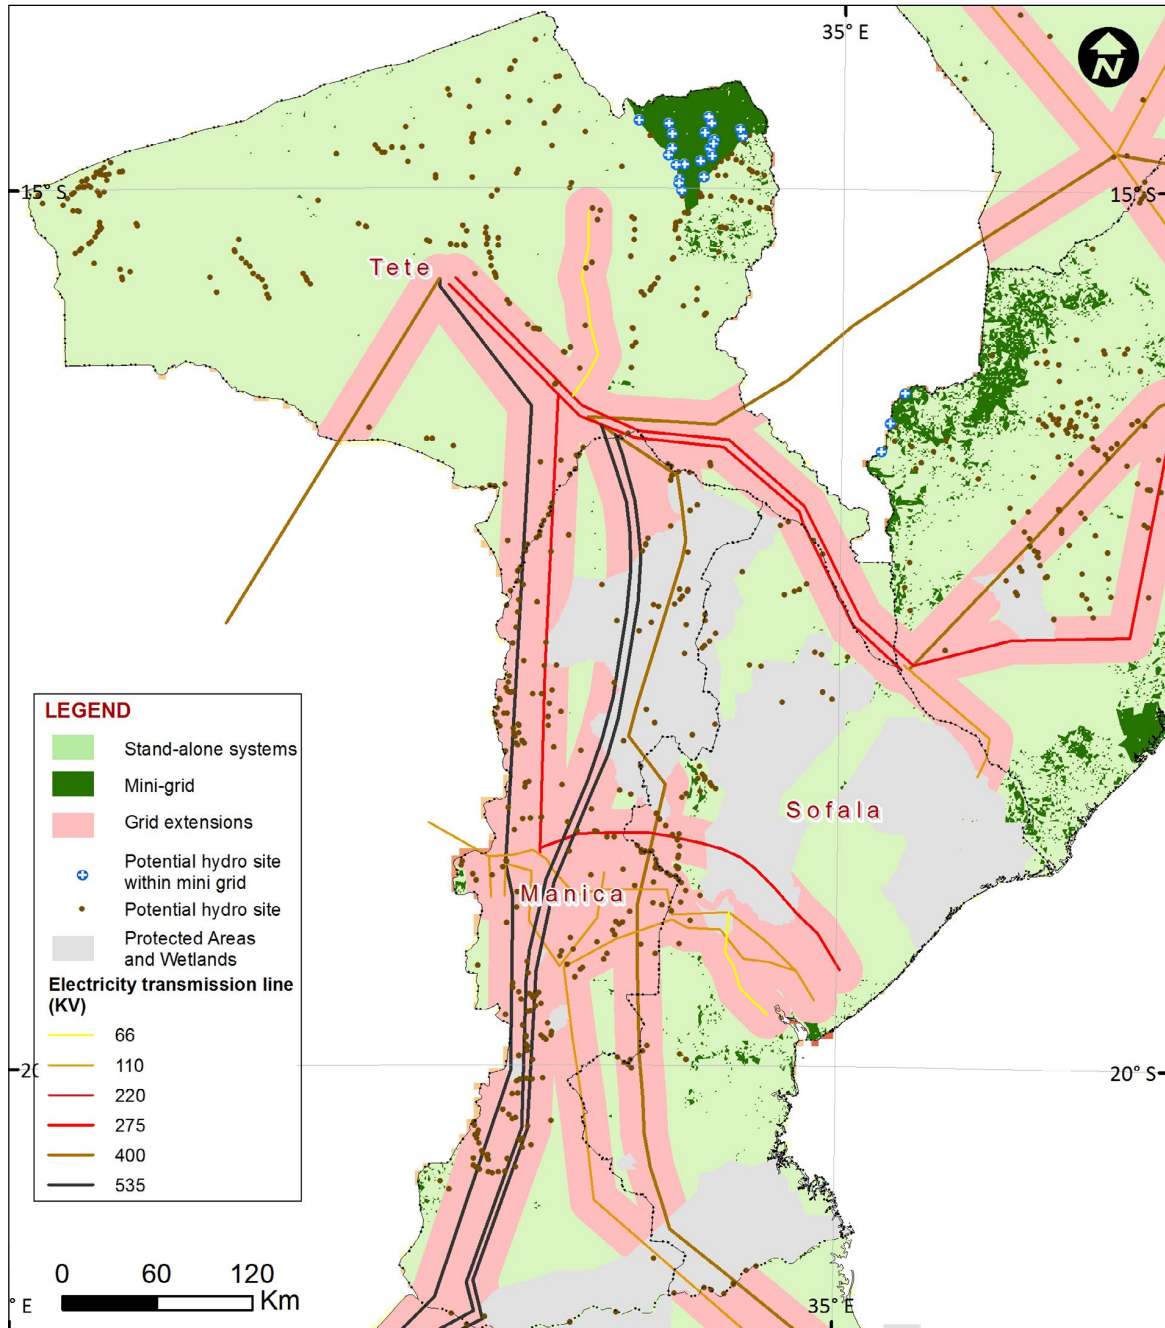 35° E
N
15° S
15° S
Tete
LEGEND
Stand-alone systems
Mini-grid
Grid extensions
Potential hydro site
within mini grid
Potential hydro site
Protected Areas
and Wetlands
Electricity transmission line
(KV)
66
110
220
275
400
535
Sofala
Manica
20
20° S
0 60 120
Km
° E
35° E